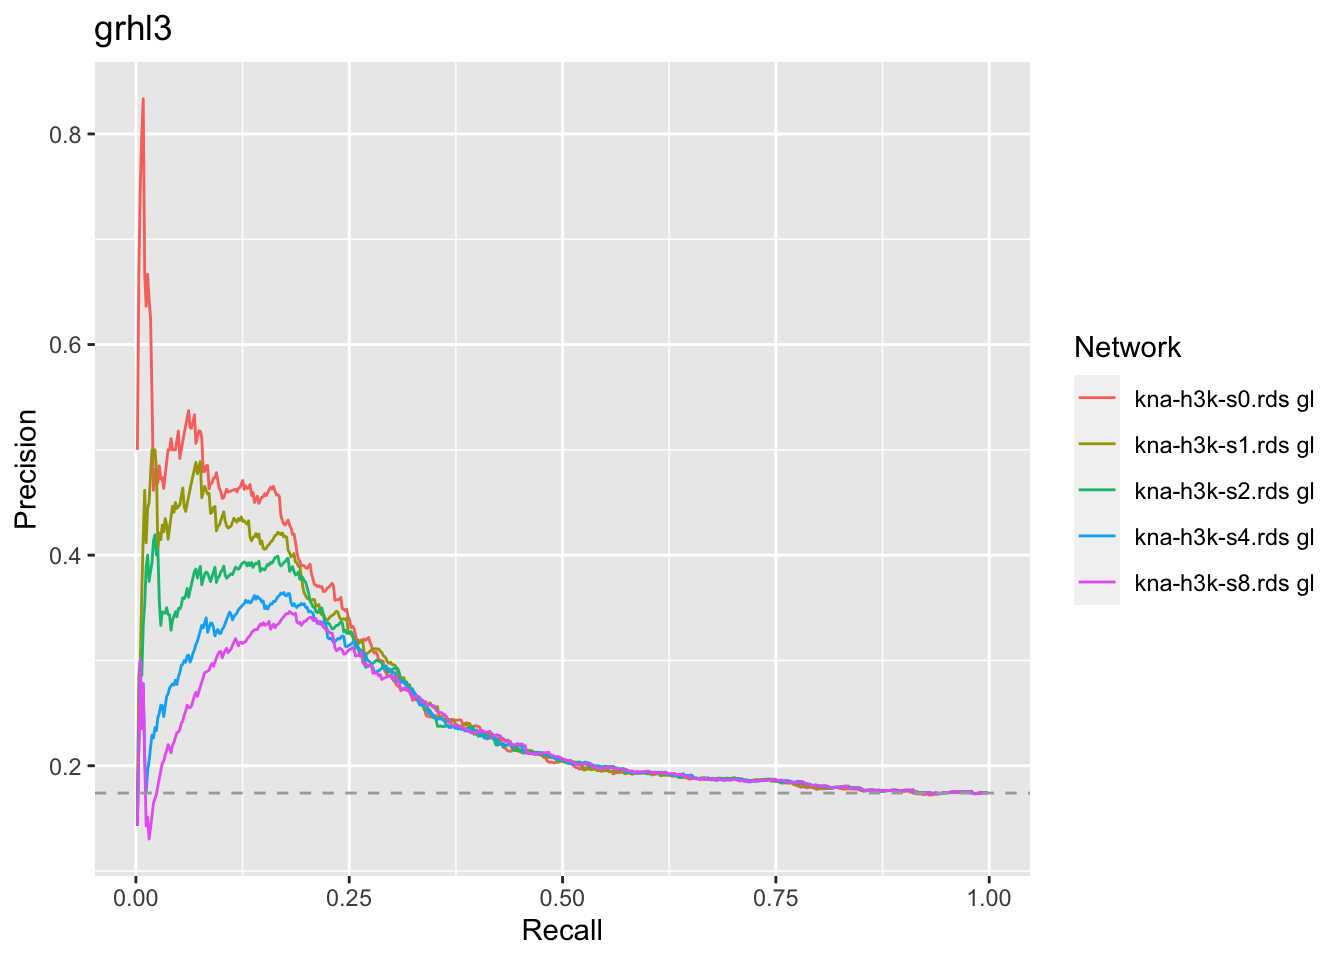 grhl3
Precision
0.8
0.6
0.4
0.2
0.00
0.25
0.50
0.75
1.00
Recall
Network
kna-h3k-s0.rds gl
kna-h3k-s1.rds gl
kna-h3k-s2.rds gl
kna-h3k-s4.rds gl
kna-h3k-s8.rds gl